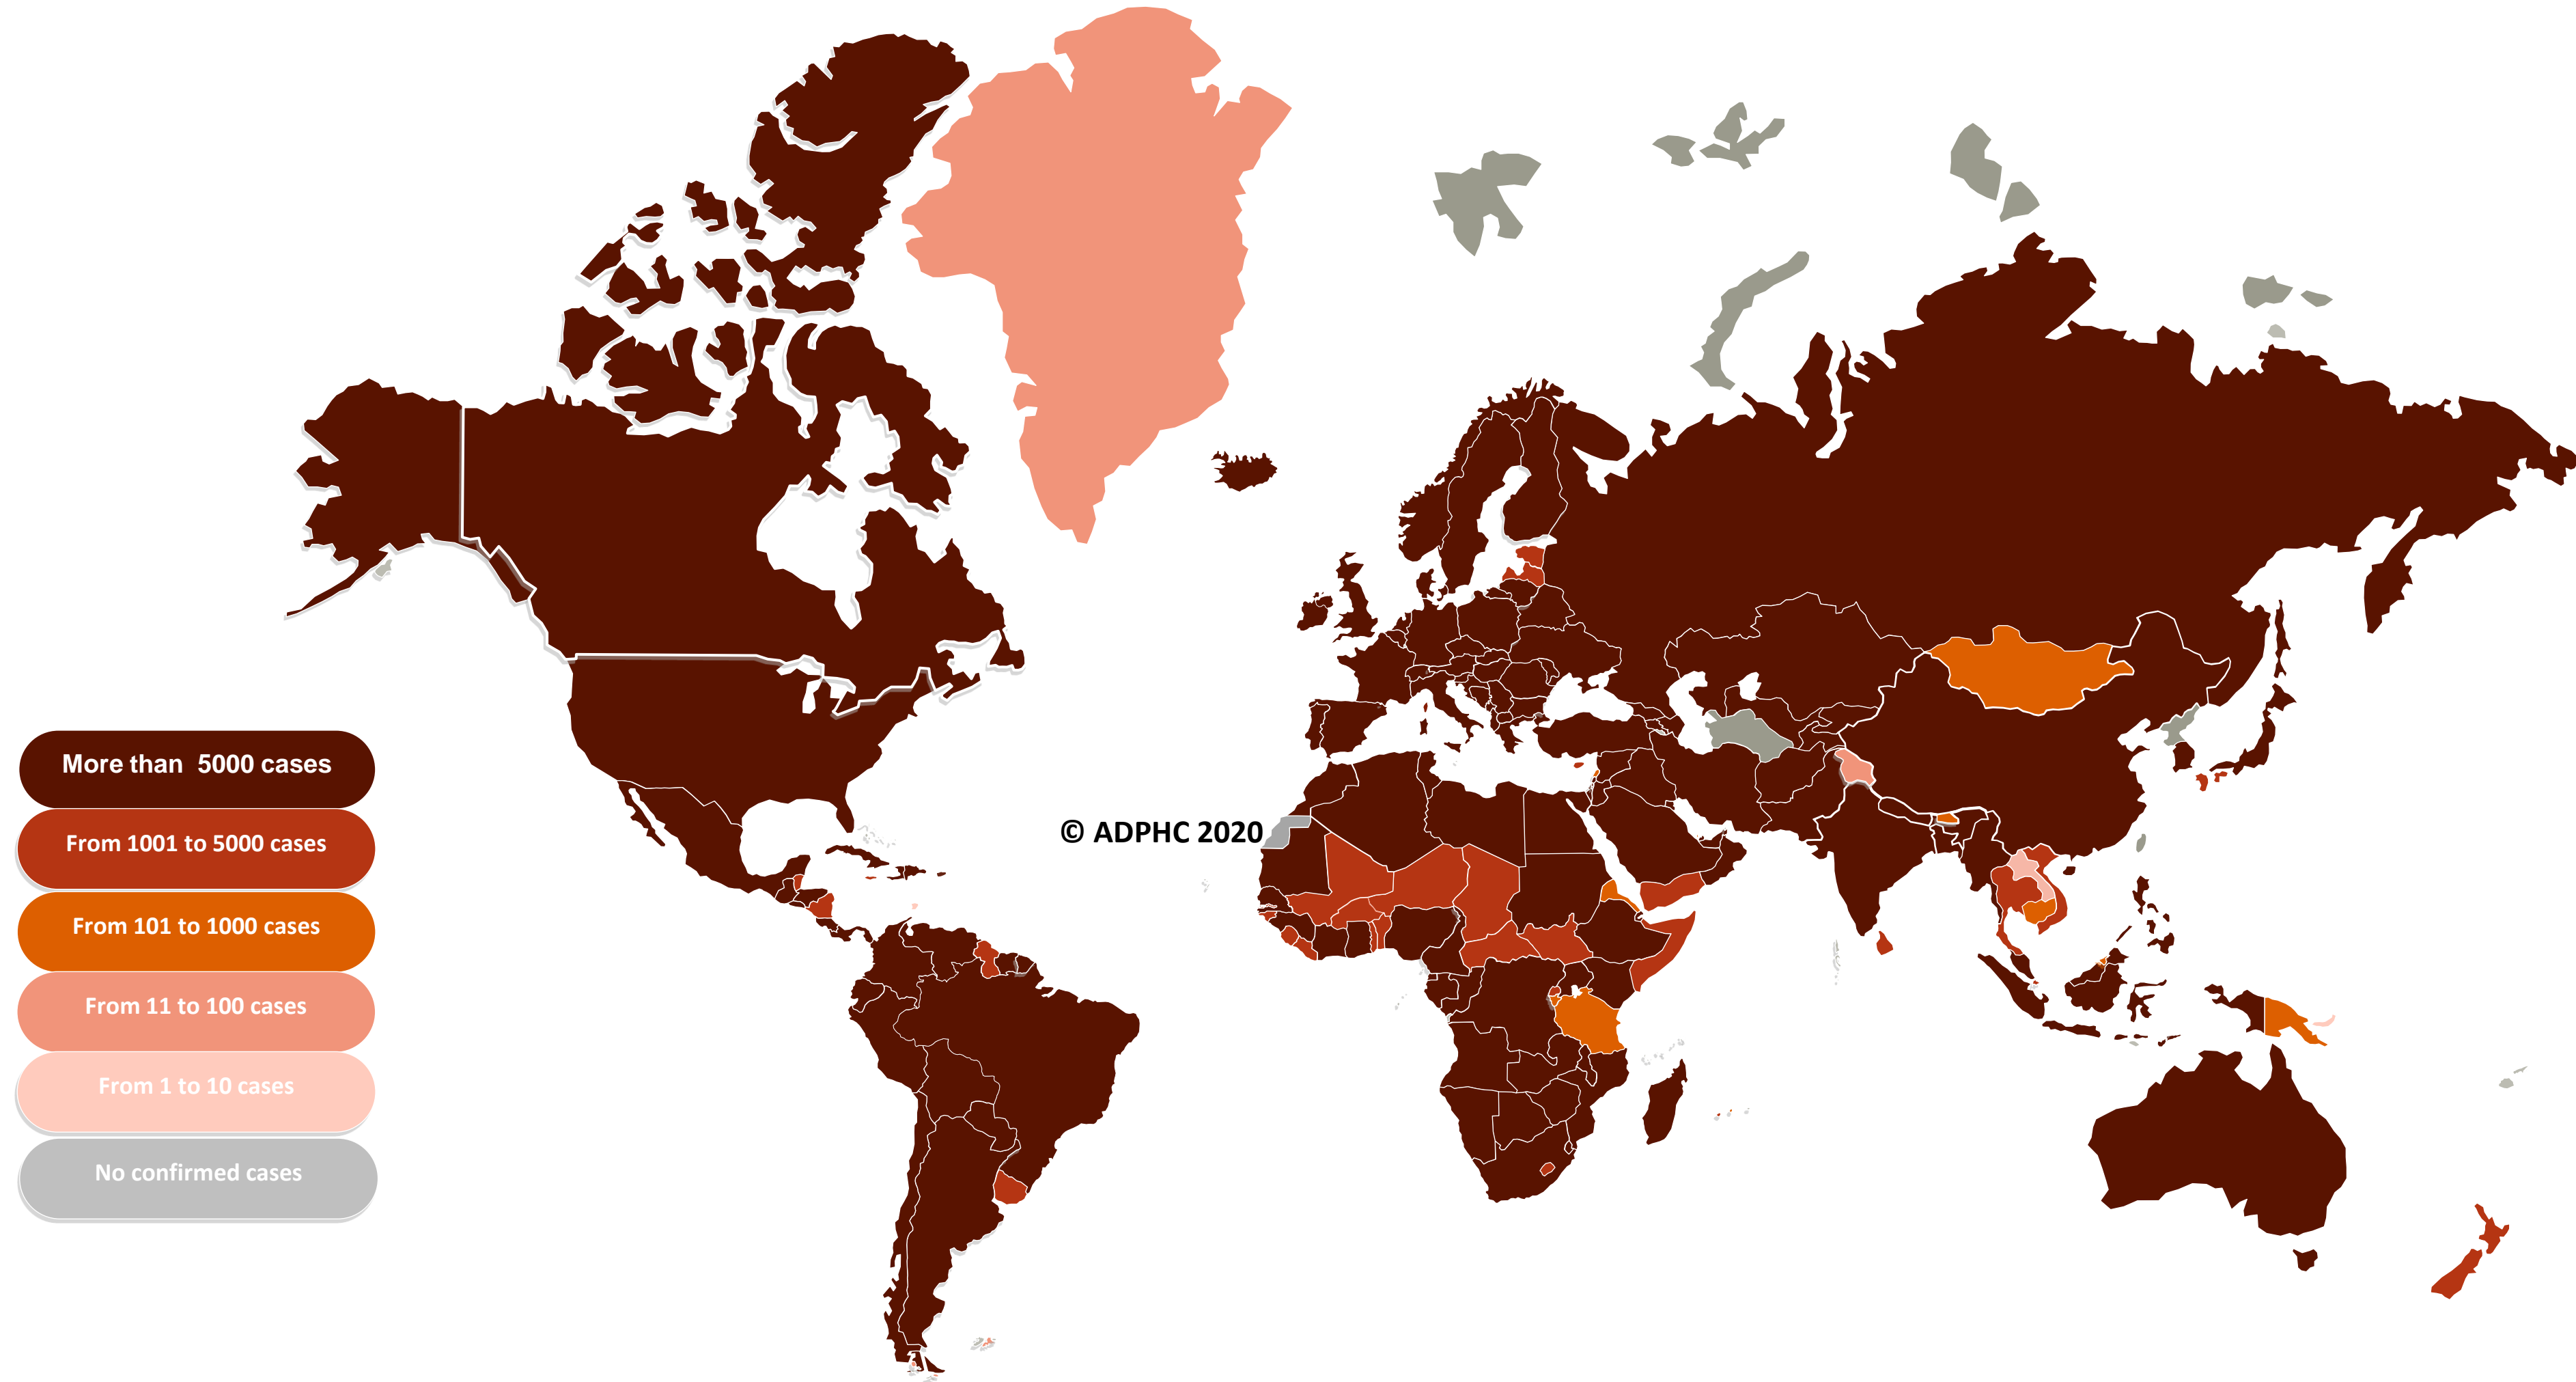 © ADPHC 2020
More than  5000 cases
From 1001 to 5000 cases
From 101 to 1000 cases
From 11 to 100 cases
From 1 to 10 cases
No confirmed cases